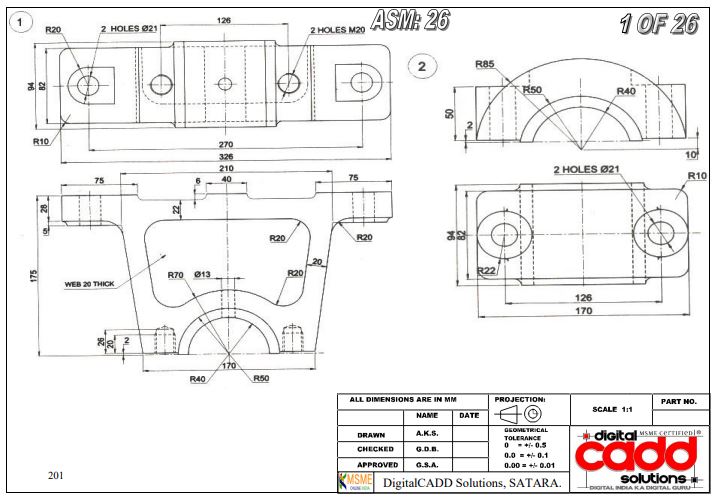 1
R20
2 HOLES Ø21
126
2 HOLES M20
ASM: 26
1 OF 26
94
82
R10
270
326
2
R85
R50
R40
50
2
10
2 HOLES Ø21
R10
94
82
R22
126
170
210
75
6
40
75
28
5
22
R20
R20
175
WEB 20 THICK
R70
Ø13
R20
20
26
20
2
170
R40
R50
ALL DIMENSIONS ARE IN MM
PROJECTION:
SCALE 1:1
PART NO.
NAME
DATE
DRAWN
A.K.S.
CHECKED
G.D.B.
APPROVED
G.S.A.
GEOMETRICAL
TOLERANCE
0 = +/- 0.5
0.0 = +/- 0.1
0.00 = +/- 0.01
digital
MSME certified
cadd
solutions
DIGITAL INDIA KA DIGITAL GURU
MSME
DigitalCADD Solutions, SATARA.
201